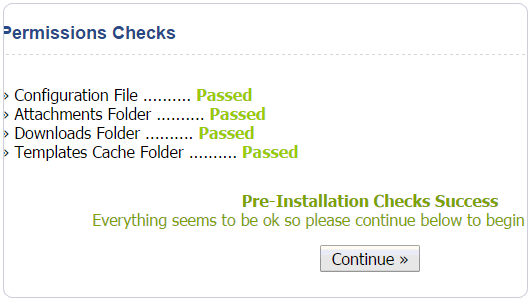 Permissions Checks
» Configuration File .......... Passed
» Attachments Folder .......... Passed
» Downloads Folder .......... Passed
» Templates Cache Folder .......... Passed
Pre-Installation Checks Success
Everything seems to be ok so please continue below to begin
Continue »